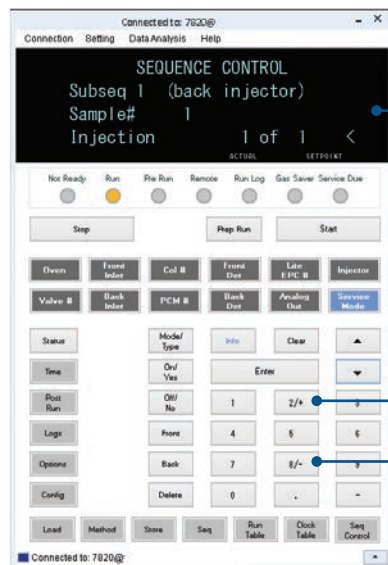 Connected to: 7820@ - ×
Connection Setting Data Analysis Help
SEQUENCE CONTROL
Subseq 1 (back injector)
Sample# 1
Injection 1 of 1 <
ACTUAL SETPOINT
Not Ready Run Pre Run Remote Run Log Gas Saver Service Due
Stop Prep Run Start
Oven Front Inlet Col # Front Det Lite EPC # Injector
Valve # Back Inlet PCM # Back Det Analog Out Service Mode
Status Mode/ Type Info Clear
Time On/ Yes Enter
Post Run Off/ No 1 2/+ 3
Logs Front 4 5 6
Options Back 7 8/- 9
Config Delete 0 . -
Load Method Store Seq Run Table Clock Table Seq Control
Connected to: 7820@